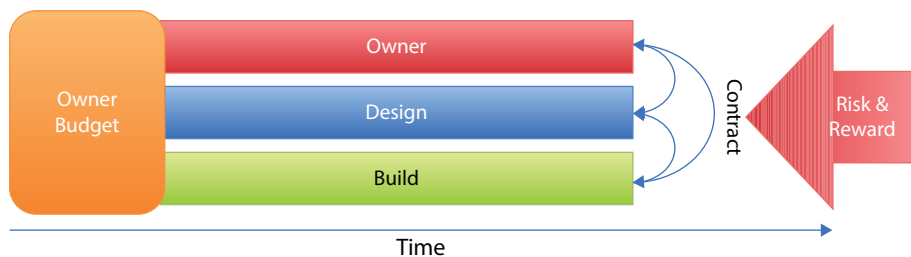 Owner
Budget
Owner
Design
Build
Contract
Risk &
Reward
Time